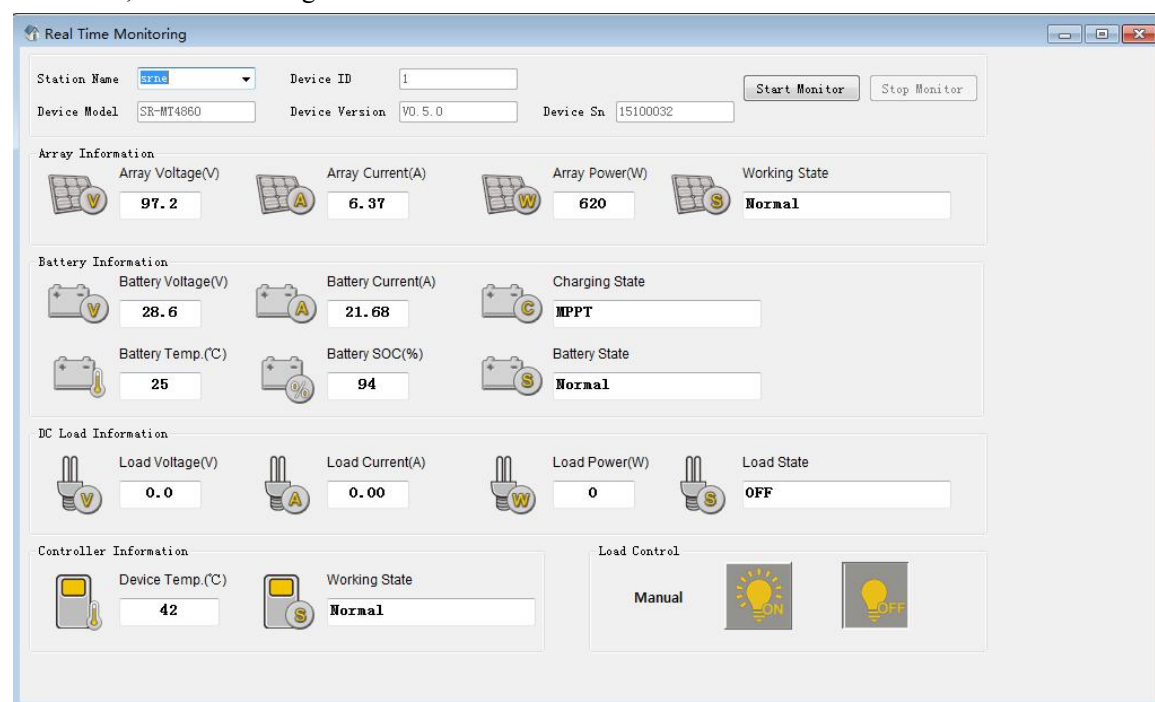 Real Time Monitoring
Station Name srne Device ID 1 Start Monitor Stop Monitor
Device Model SR-MT4860 Device Version V0.5.0 Device Sn 15100032
Array Information
Array Voltage(V) Array Current(A) Array Power(W) Working State
V 97.2 A 6.37 W 620 S Normal
Battery Information
Battery Voltage(V) Battery Current(A) Charging State
V 28.6 A 21.68 C MPPT
Battery Temp.(℃) Battery SOC(%) Battery State
25 % 94 S Normal
DC Load Information
Load Voltage(V) Load Current(A) Load Power(W) Load State
V 0.0 A 0.00 W 0 S OFF
Controller Information Load Control
Device Temp.(℃) Working State
42 S Normal Manual ON OFF